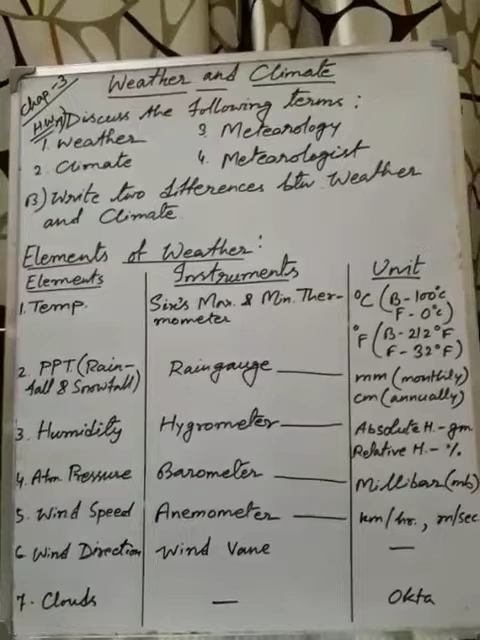 Chap-3
Weather and Climate
H.W. A) Discuss the following terms:
1. Weather 3. Meteorology
2. Climate 4. Meteorologist
B) Write two differences btw. Weather
and Climate.
Elements of Weather:
Elements Instruments Unit
1. Temp. Six's Max. & Min. Ther- °C (B-100°C
mometer F-0°C)
°F (B-212°F
F-32°F)
2. PPT. (Rain- Raingauge — mm (monthly)
fall & Snowfall) cm (annually)
3. Humidity Hygrometer — Absolute H.-gm.
Relative H.-%.
4. Atm. Pressure Barometer — Millibar (mb)
5. Wind Speed Anemometer — km/hr., m/sec
6. Wind Direction Wind Vane —
7. Clouds — Okta